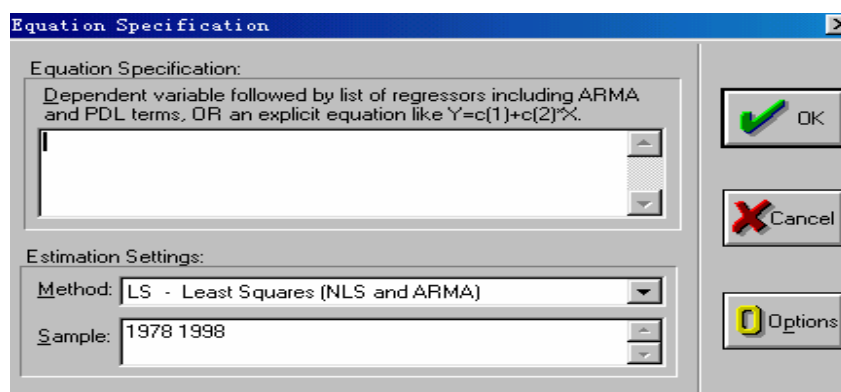 Equation Specification
Equation Specification:
Dependent variable followed by list of regressors including ARMA
and PDL terms, OR an explicit equation like Y=c(1)+c(2)*X.
OK
Cancel
Estimation Settings:
Method: LS - Least Squares (NLS and ARMA)
Sample: 1978 1998
Options